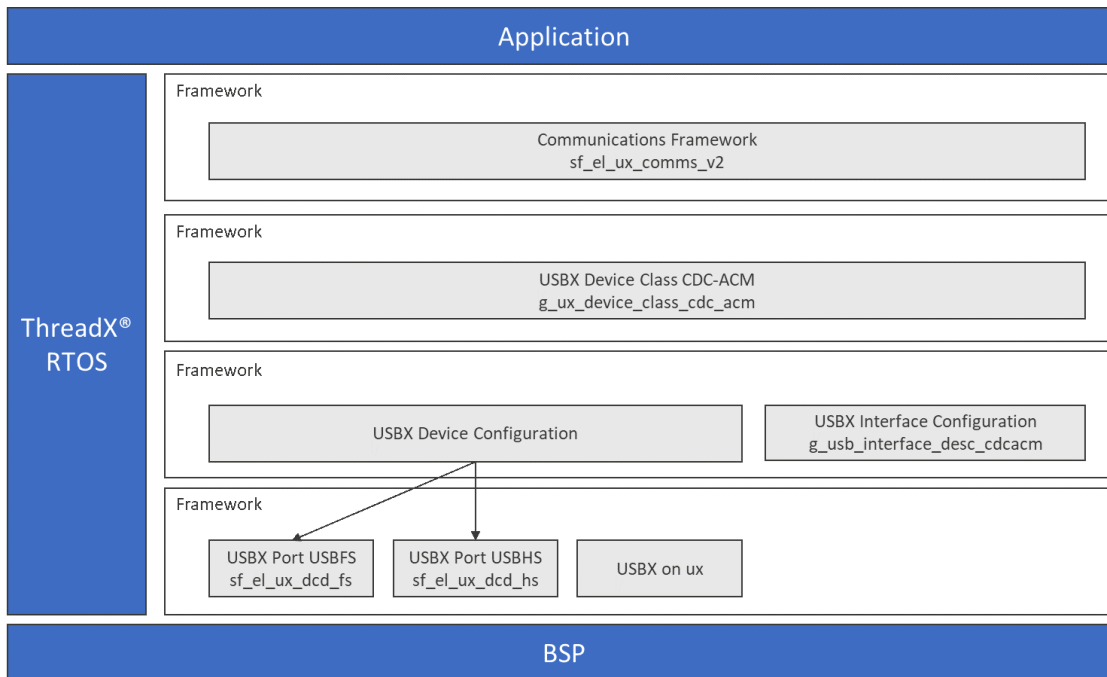 Application
ThreadX®
RTOS
Framework
Communications Framework
sf_el_ux_comms_v2
Framework
USBX Device Class CDC-ACM
g_ux_device_class_cdc_acm
Framework
USBX Device Configuration
USBX Interface Configuration
g_usb_interface_desc_cdcacm
Framework
USBX Port USBFS
sf_el_ux_dcd_fs
USBX Port USBHS
sf_el_ux_dcd_hs
USBX on ux
BSP